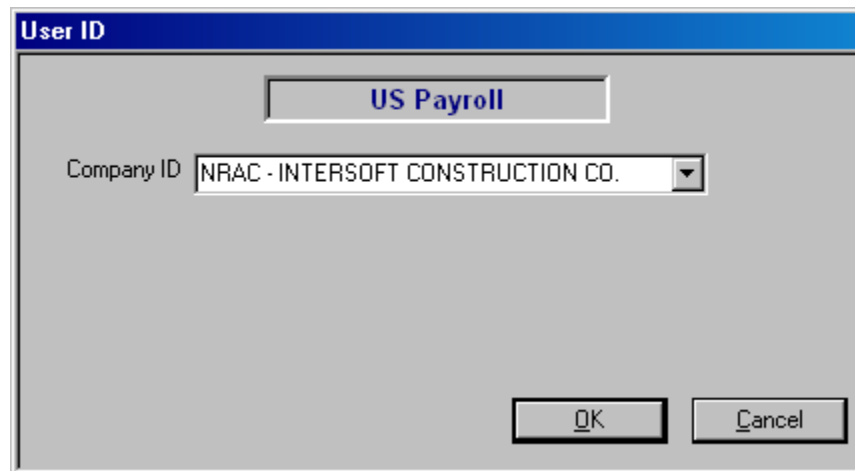 User ID
US Payroll
Company ID NRAC - INTERSOFT CONSTRUCTION CO.
OK Cancel